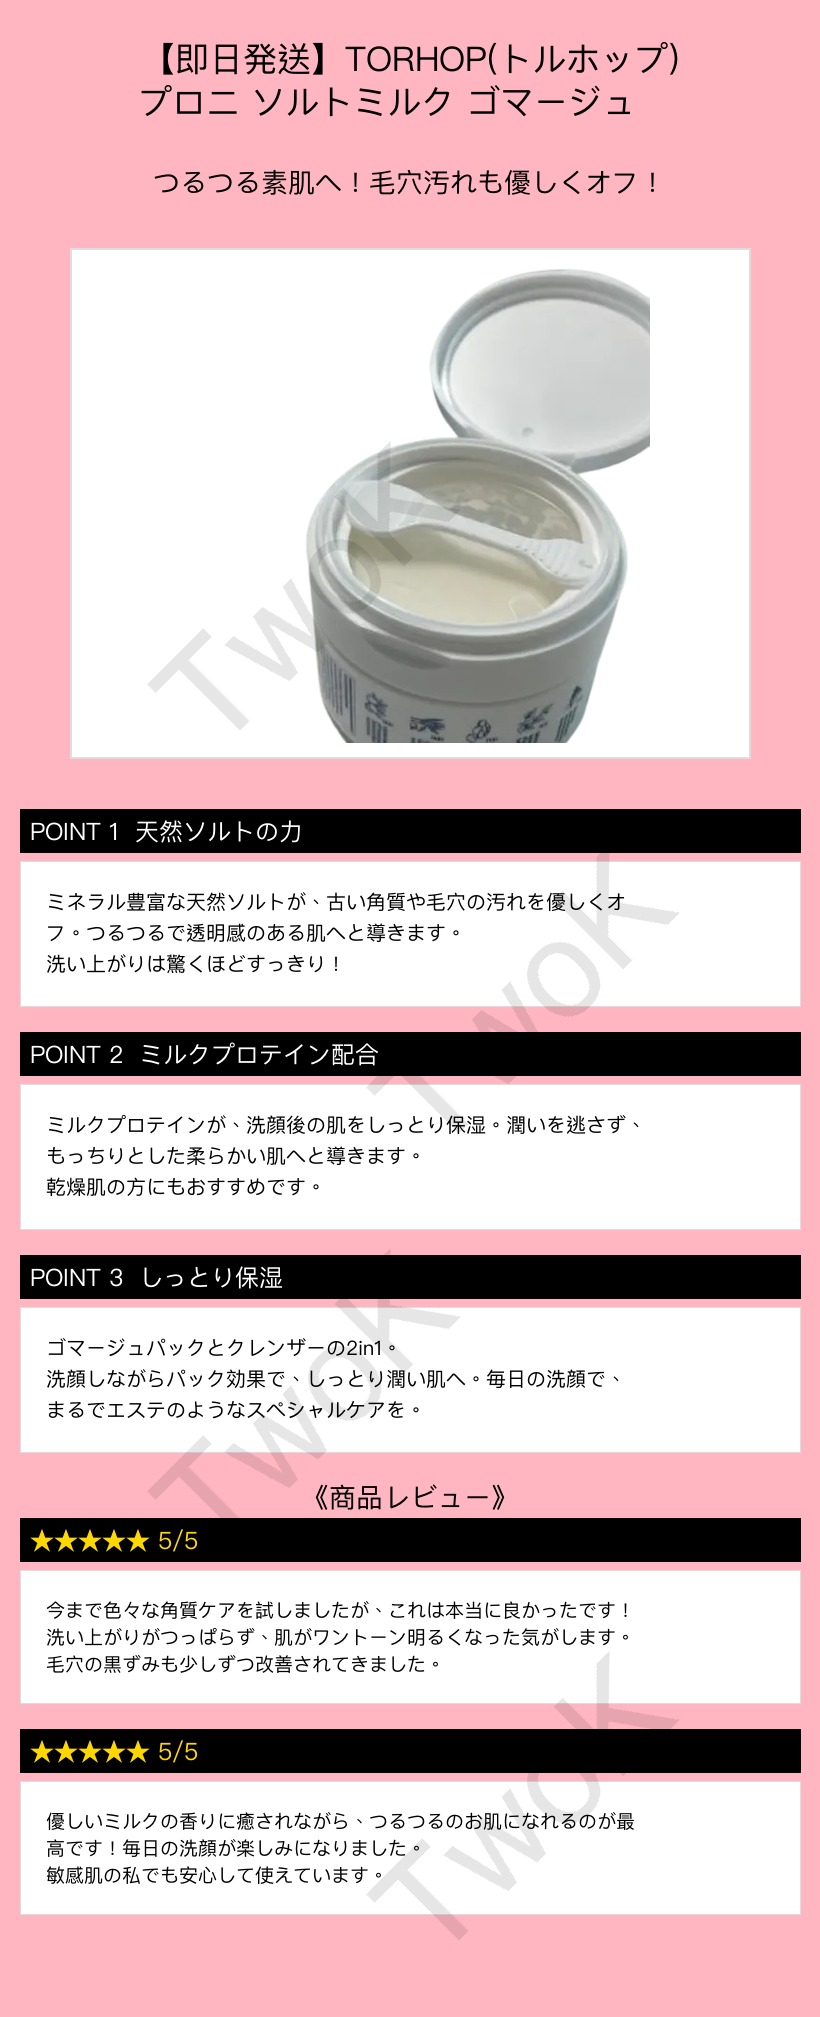 【即日発送】TORHOP(トルホップ)
プロニ ソルトミルク ゴマージュ
つるつる素肌へ！毛穴汚れも優しくオフ！
POINT 1 天然ソルトの力
ミネラル豊富な天然ソルトが、古い角質や毛穴の汚れを優しくオ
フ。つるつるで透明感のある肌へと導きます。
洗い上がりは驚くほどすっきり！
POINT 2 ミルクプロテイン配合
ミルクプロテインが、洗顔後の肌をしっとり保湿。潤いを逃さず、
もっちりとした柔らかい肌へと導きます。
乾燥肌の方にもおすすめです。
POINT 3 しっとり保湿
ゴマージュパックとクレンザーの2in1。
洗顔しながらパック効果で、しっとり潤い肌へ。毎日の洗顔で、
まるでエステのようなスペシャルケアを。
《商品レビュー》
★★★★★ 5/5
今まで色々な角質ケアを試しましたが、これは本当に良かったです！
洗い上がりがつっぱらず、肌がワントーン明るくなった気がします。
毛穴の黒ずみも少しずつ改善されてきました。
★★★★★ 5/5
優しいミルクの香りに癒されながら、つるつるのお肌になれるのが最
高です！毎日の洗顔が楽しみになりました。
敏感肌の私でも安心して使えています。
TwoK
TwoK
TwoK
TwoK